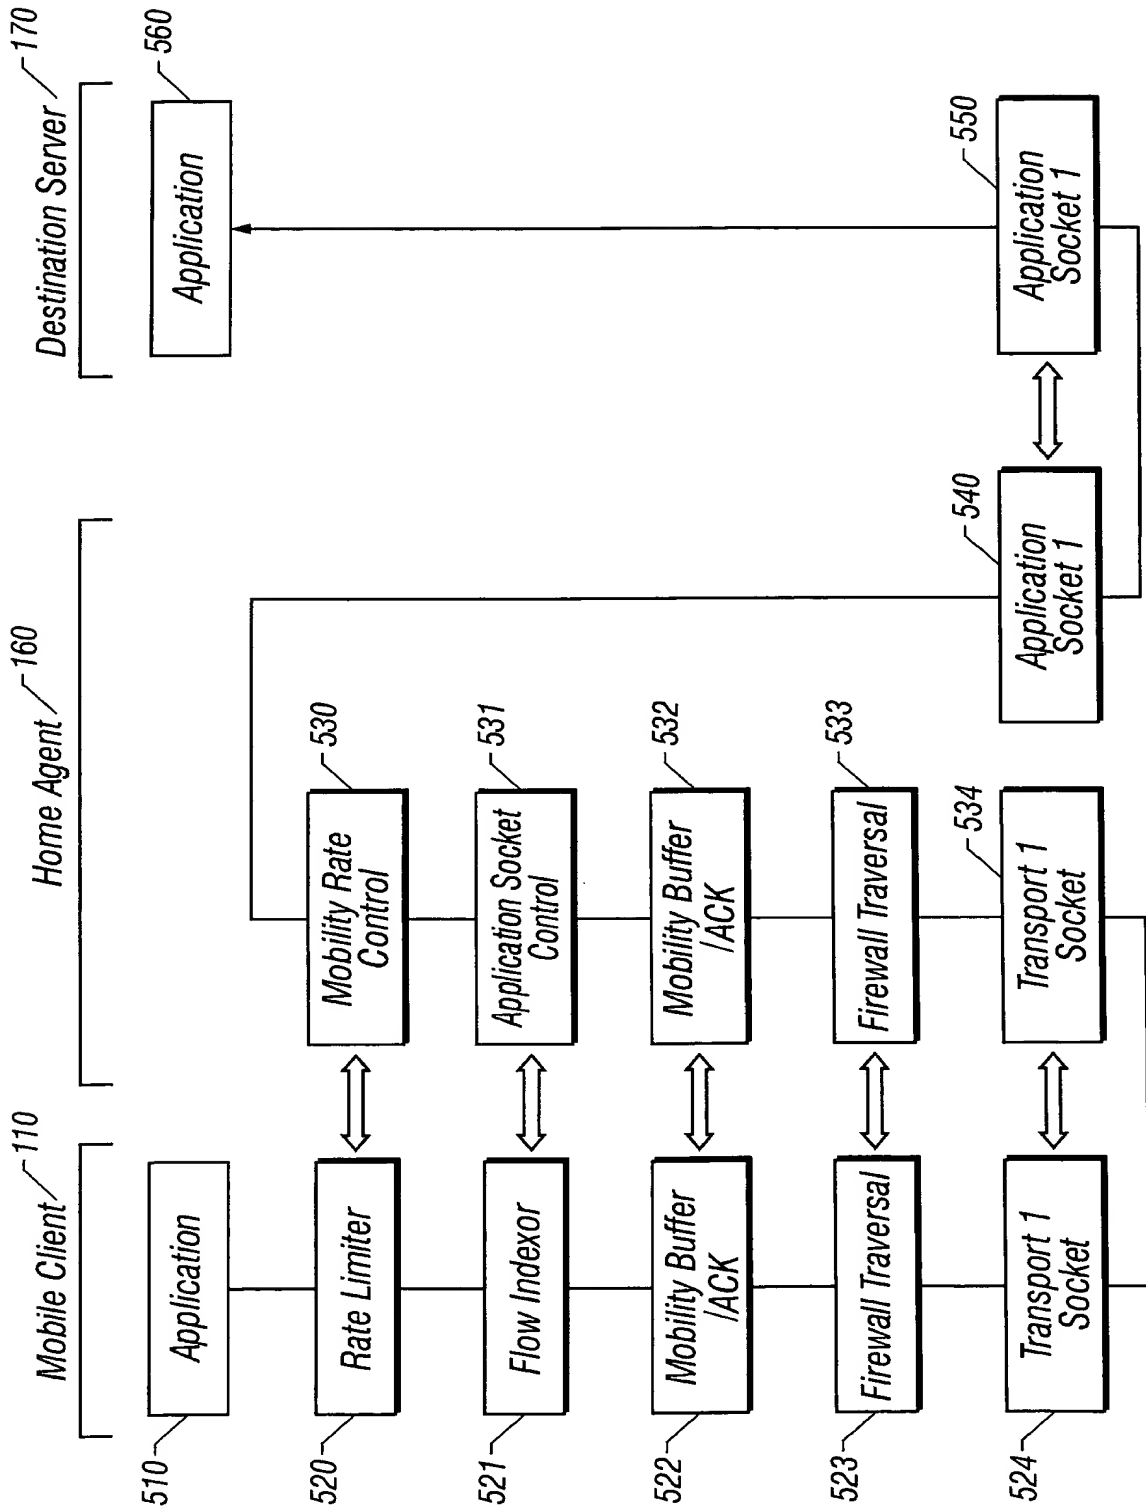 Mobile Client
110
Home Agent
160
Destination Server
170
510
Application
520
Rate Limiter
521
Flow Indexor
522
Mobility Buffer
/ACK
523
Firewall Traversal
524
Transport 1
Socket
Mobility Rate
Control
530
Application Socket
Control
531
Mobility Buffer
/ACK
532
Firewall Traversal
533
Transport 1
Socket
534
Application
Socket 1
540
Application
560
Application
Socket 1
550